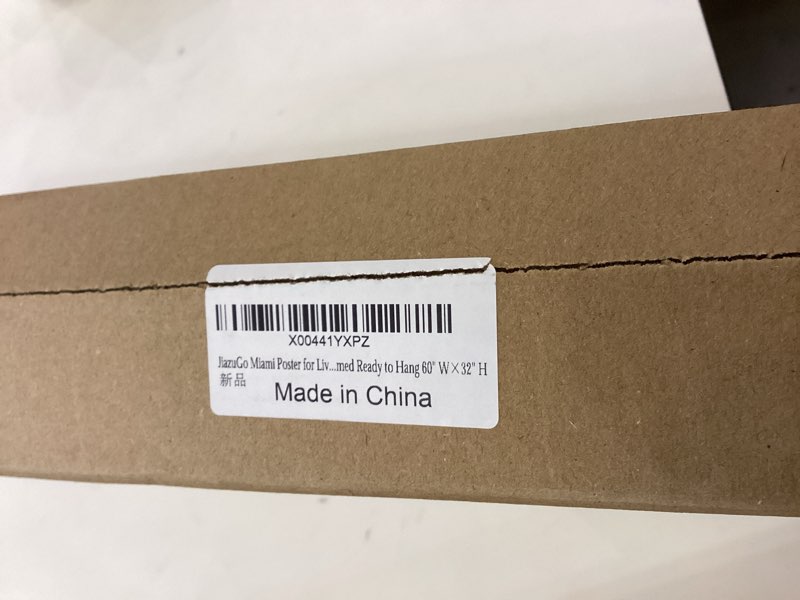 X00441YXPZ
JiazuGo Miami Poster for Liv...med Ready to Hang 60" W×32" H
新品
Made in China